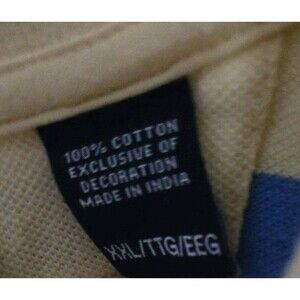 100% COTTON
EXCLUSIVE OF
DECORATION
MADE IN INDIA
XXL/TTG/EEG